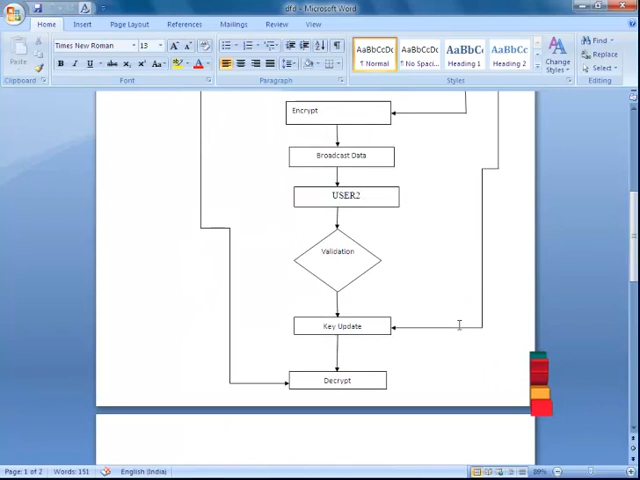 dfd - Microsoft Word
Home Insert Page Layout References Mailings Review View
Times New Roman 13
Paste
AaBbCcDc AaBbCcDc AaBbC AaBbCc
¶ Normal ¶ No Spaci... Heading 1 Heading 2
Change
Styles
Find
Replace
Select
Clipboard Font Paragraph Styles Editing
Encrypt
Broadcast Data
USER2
Validation
Key Update
Decrypt
Page: 1 of 2 Words: 151 English (India) 89%